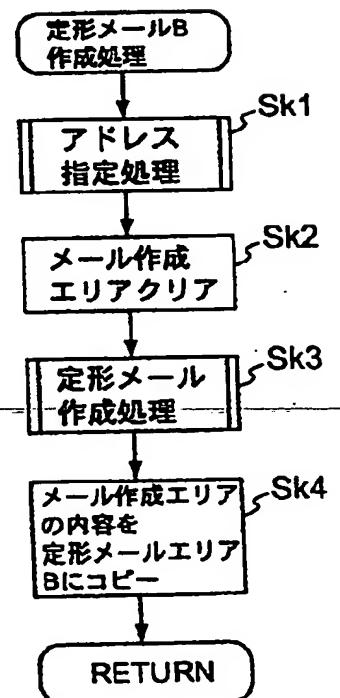 定形メールB
作成処理
Sk1
アドレス
指定処理
Sk2
メール作成
エリアクリア
Sk3
定形メール
作成処理
Sk4
メール作成エリア
の内容を
定形メールエリア
Bにコピー
RETURN